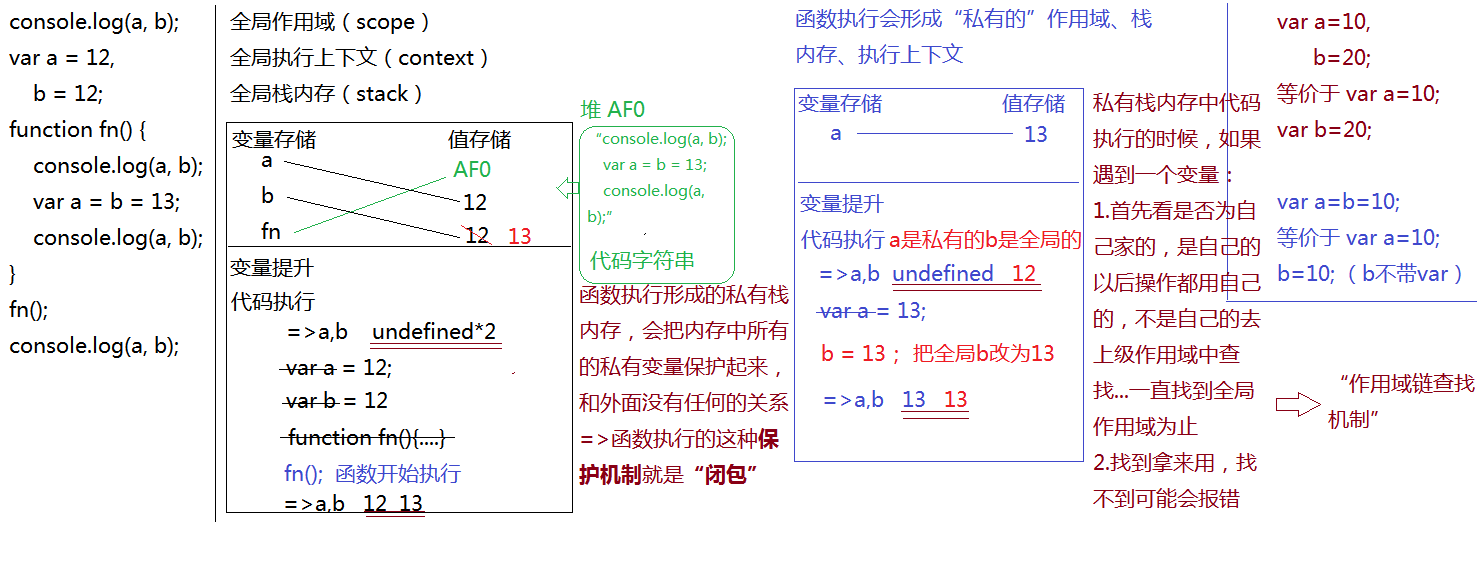 console.log(a, b);
var a = 12,
b = 12;
function fn() {
console.log(a, b);
var a = b = 13;
console.log(a, b);
}
fn();
console.log(a, b);
全局作用域（scope）
全局执行上下文（context）
全局栈内存（stack）
变量存储 值存储
a
AF0
b
12
fn
12 13
变量提升
代码执行
=>a,b undefined*2
var a = 12;
var b = 12
function fn(){....}
fn(); 函数开始执行
=>a,b 12 13
堆 AF0
“console.log(a, b);
var a = b = 13;
console.log(a,
b);”
代码字符串
函数执行形成的私有栈
内存，会把内存中所有
的私有变量保护起来，
和外面没有任何的关系
=>函数执行的这种保
护机制就是“闭包”
函数执行会形成“私有的”作用域、栈
内存、执行上下文
变量存储 值存储
a 13
变量提升
代码执行 a是私有的b是全局的
=>a,b undefined 12
var a = 13;
b = 13； 把全局b改为13
=>a,b 13 13
私有栈内存中代码
执行的时候，如果
遇到一个变量：
1.首先看是否为自
己家的，是自己的
以后操作都用自己
的，不是自己的去
上级作用域中查
找...一直找到全局
作用域为止
2.找到拿来用，找
不到可能会报错
var a=10,
b=20;
等价于 var a=10;
var b=20;
var a=b=10;
等价于 var a=10;
b=10;（b不带var）
“作用域链查找
机制”